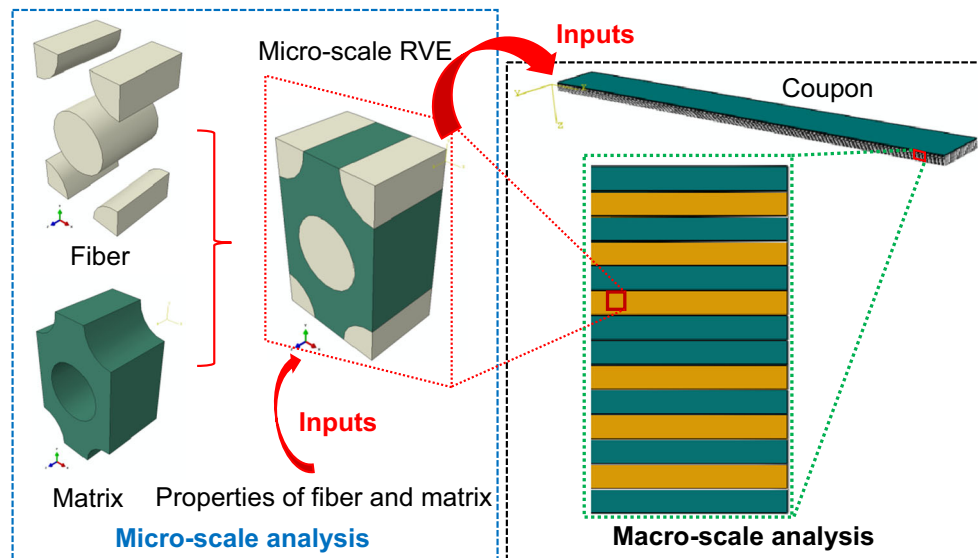 Micro-scale RVE
Inputs
Coupon
Fiber
Inputs
Matrix
Properties of fiber and matrix
Micro-scale analysis
Macro-scale analysis